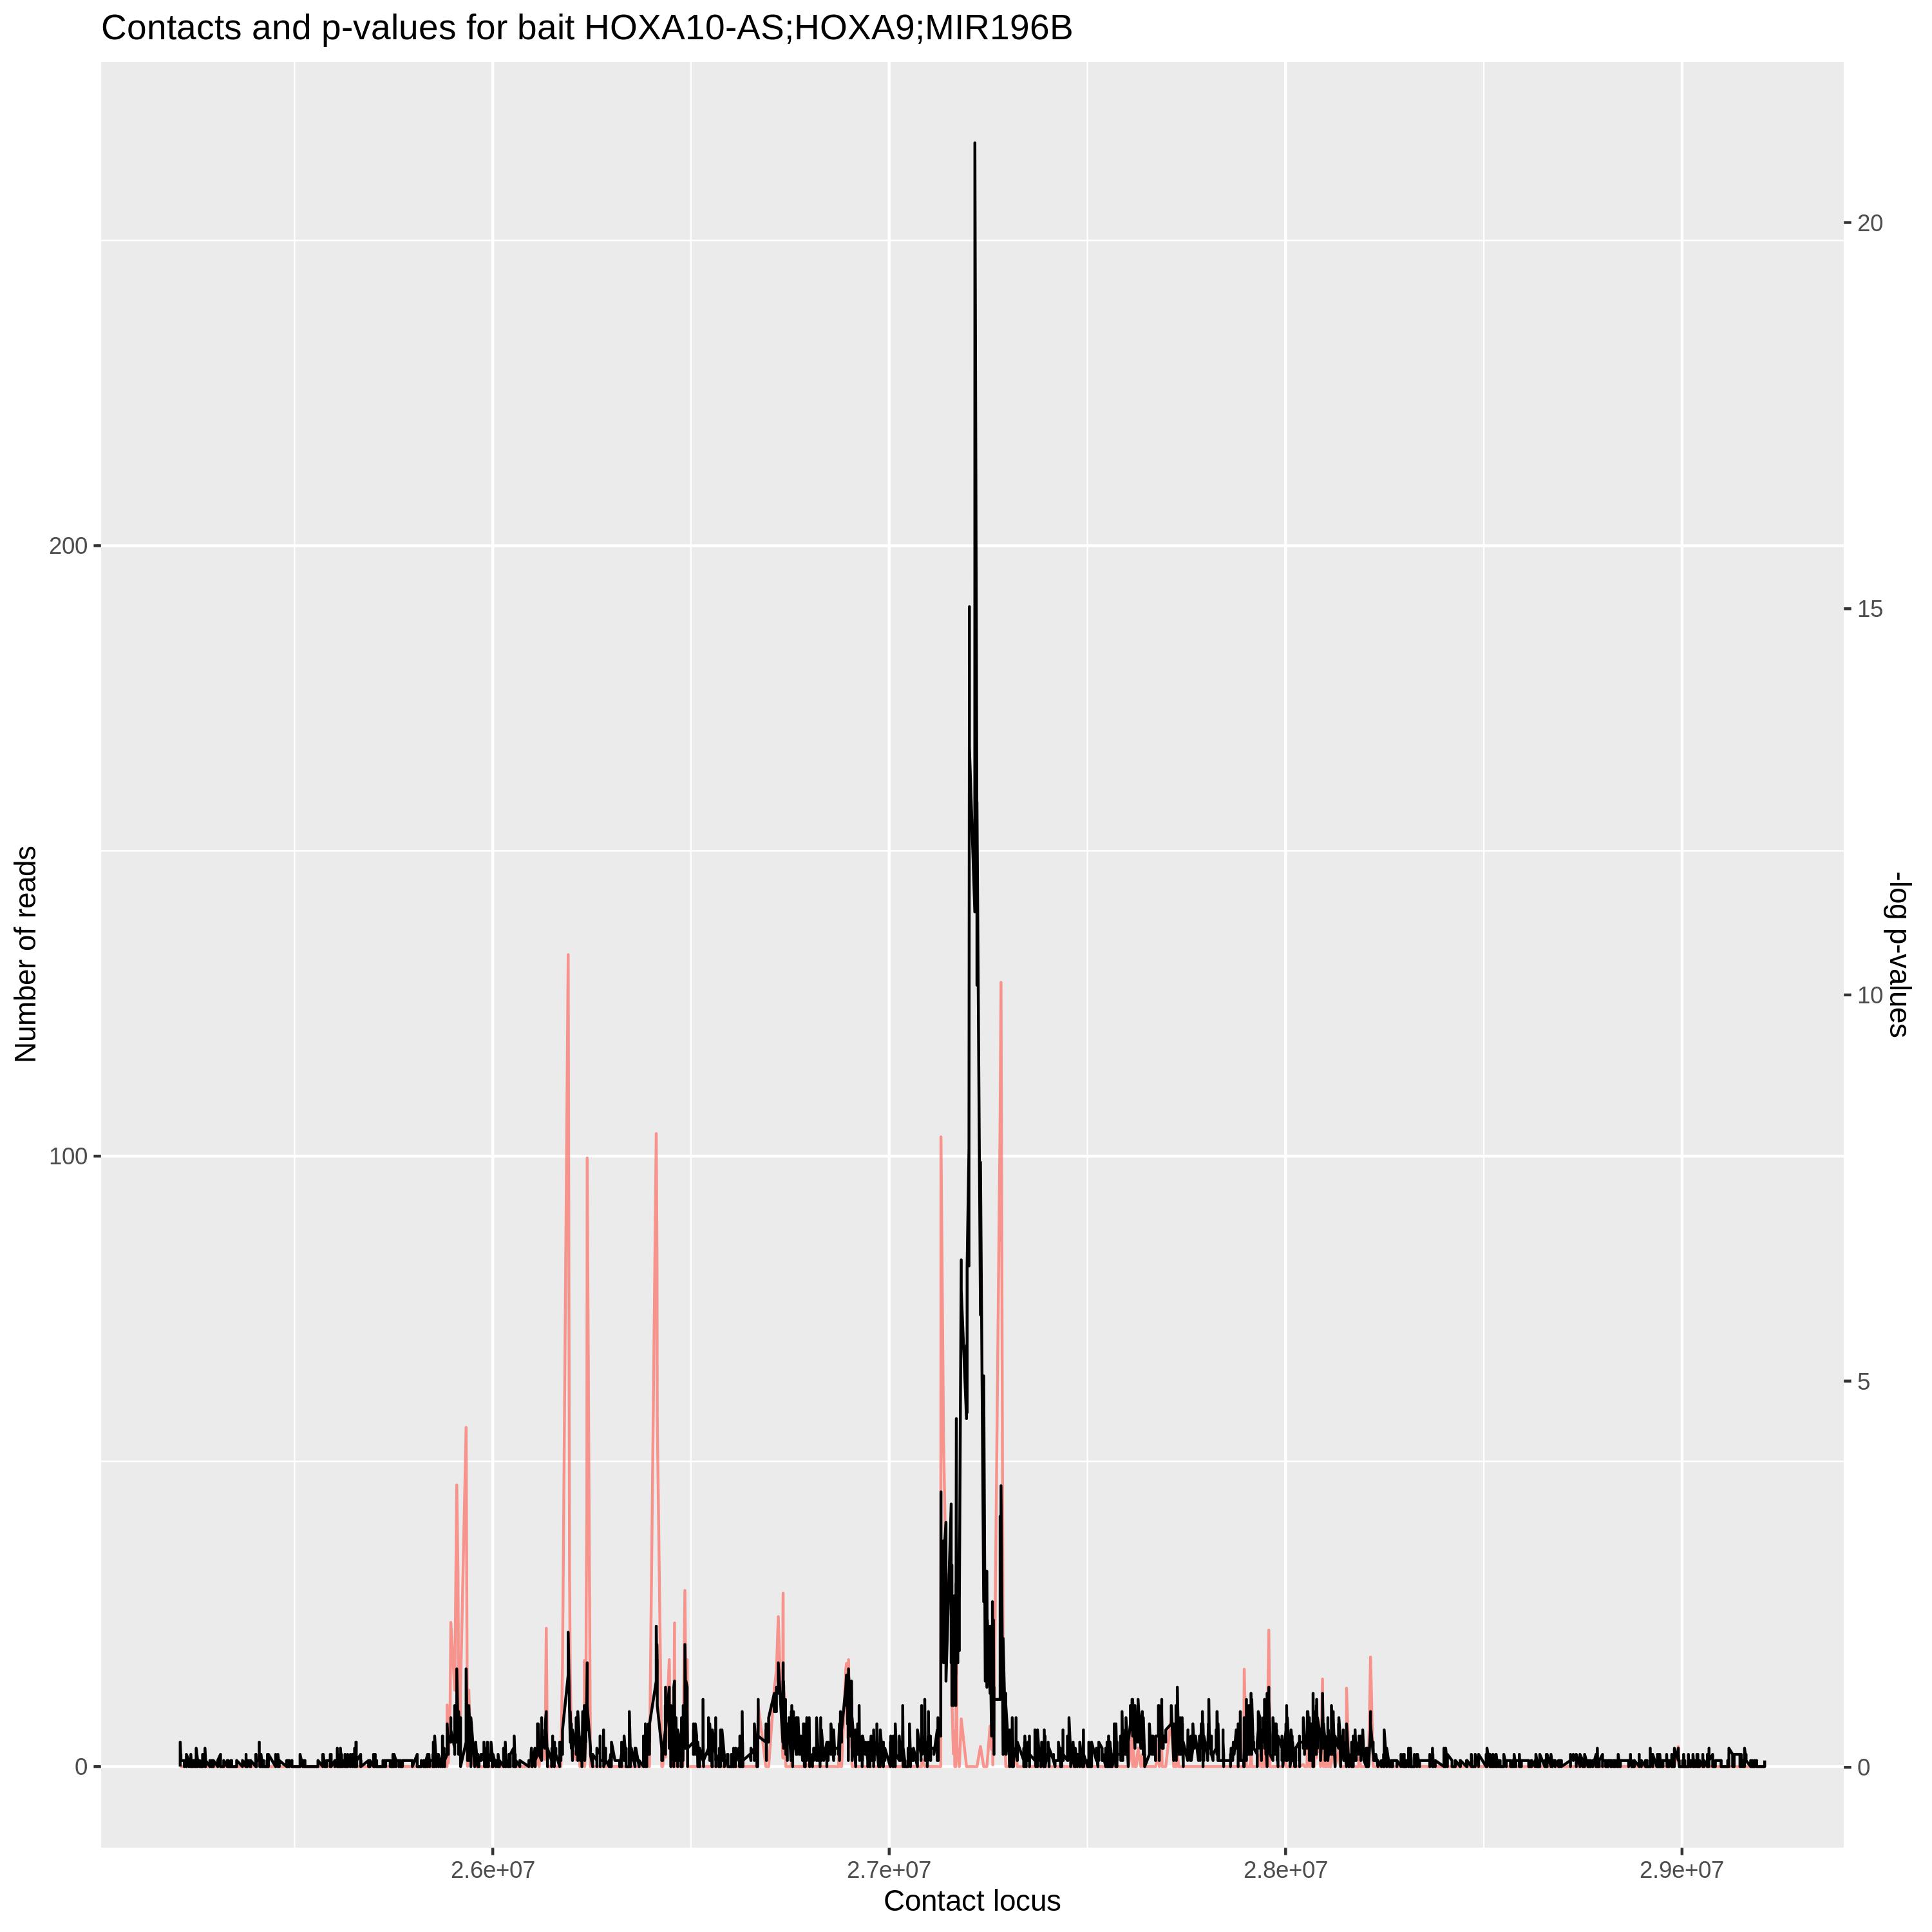 Contacts and p-values for bait HOXA10-AS;HOXA9;MIR196B
Number of reads
200
100
0
20
15
10
5
0
-log p-values
2.6e+07
2.7e+07
2.8e+07
2.9e+07
Contact locus